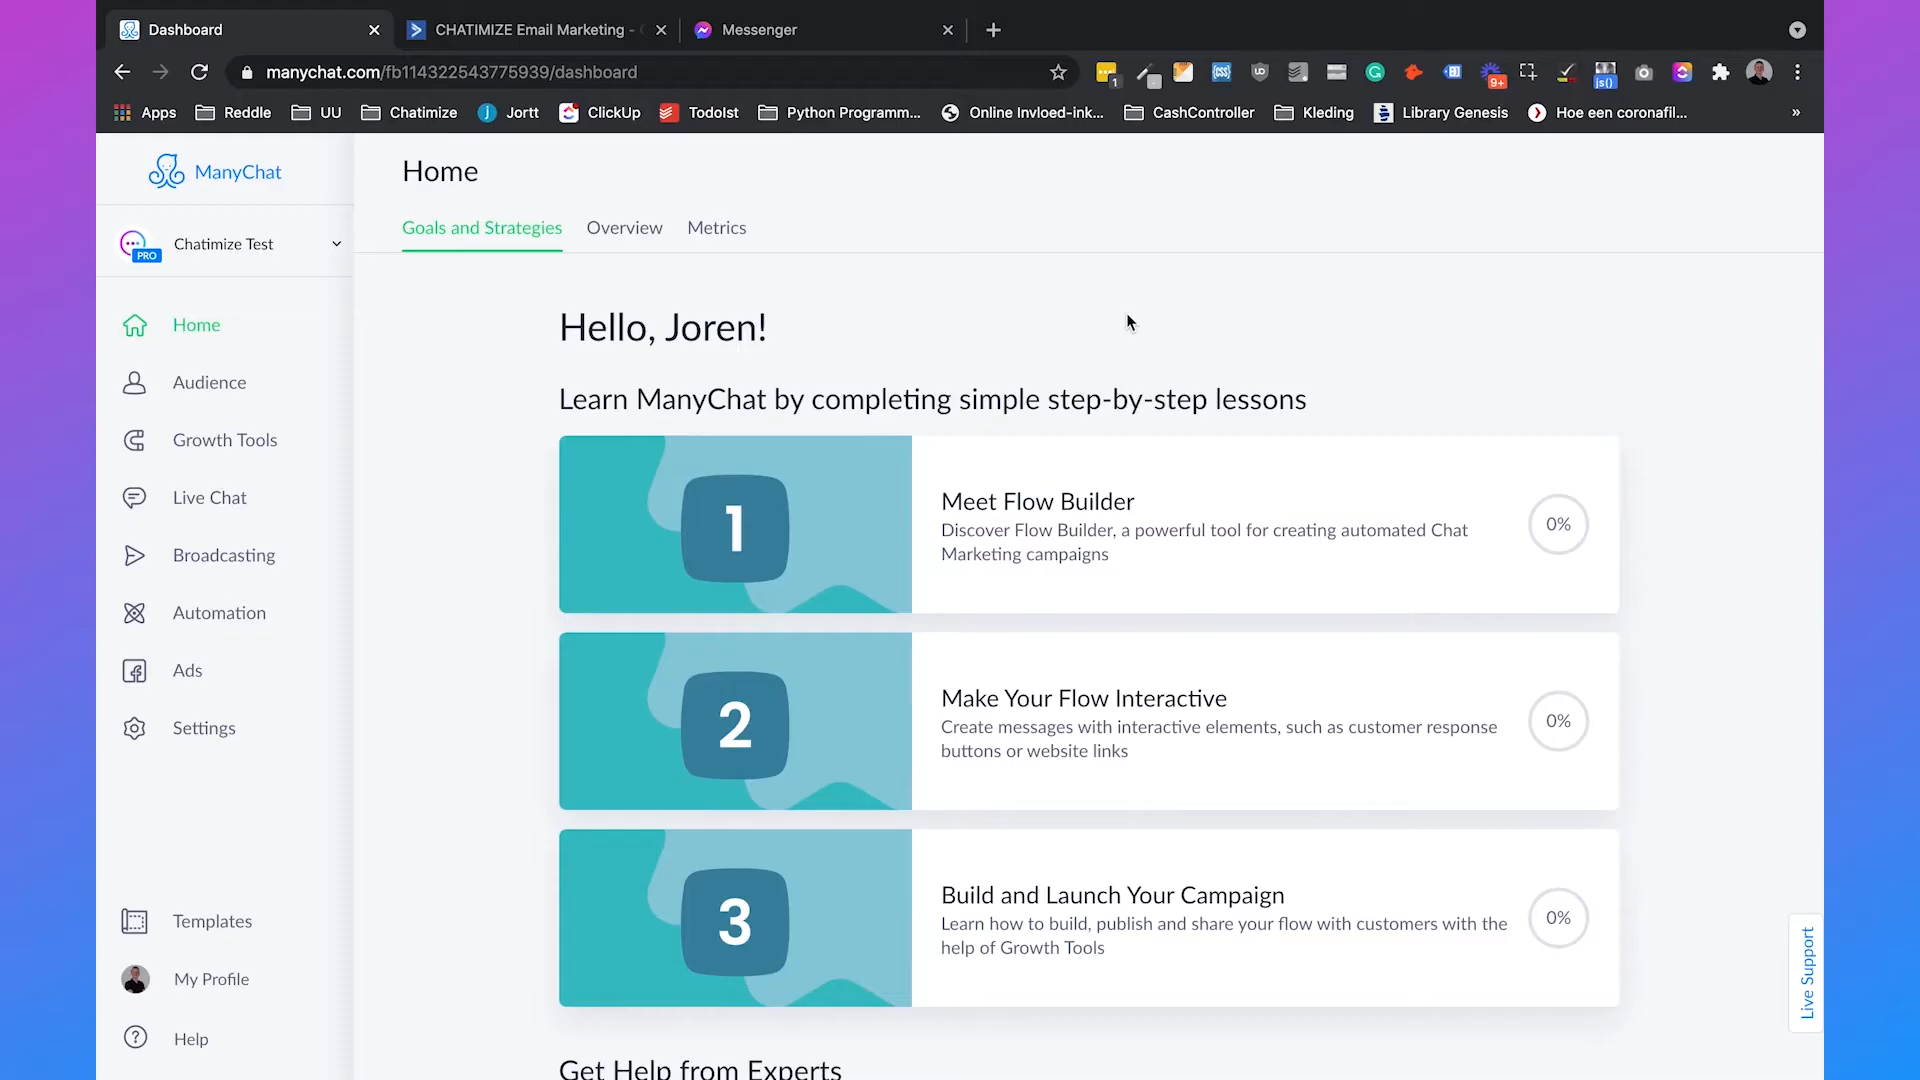 Dashboard
CHATIMIZE Email Marketing -
Messenger
manychat.com/fb114322543775939/dashboard
1
9+
js()
Apps
Reddle
UU
Chatimize
Jortt
ClickUp
TodoIst
Python Programm...
Online Invloed-ink...
CashController
Kleding
Library Genesis
Hoe een coronafil...
»
ManyChat
PRO
Chatimize Test
Home
Audience
Growth Tools
Live Chat
Broadcasting
Automation
Ads
Settings
Templates
My Profile
Help
Home
Goals and Strategies
Overview
Metrics
Hello, Joren!
Learn ManyChat by completing simple step-by-step lessons
1
Meet Flow Builder
Discover Flow Builder, a powerful tool for creating automated Chat
Marketing campaigns
0%
2
Make Your Flow Interactive
Create messages with interactive elements, such as customer response
buttons or website links
0%
3
Build and Launch Your Campaign
Learn how to build, publish and share your flow with customers with the
help of Growth Tools
0%
Get Help from Experts
Live Support